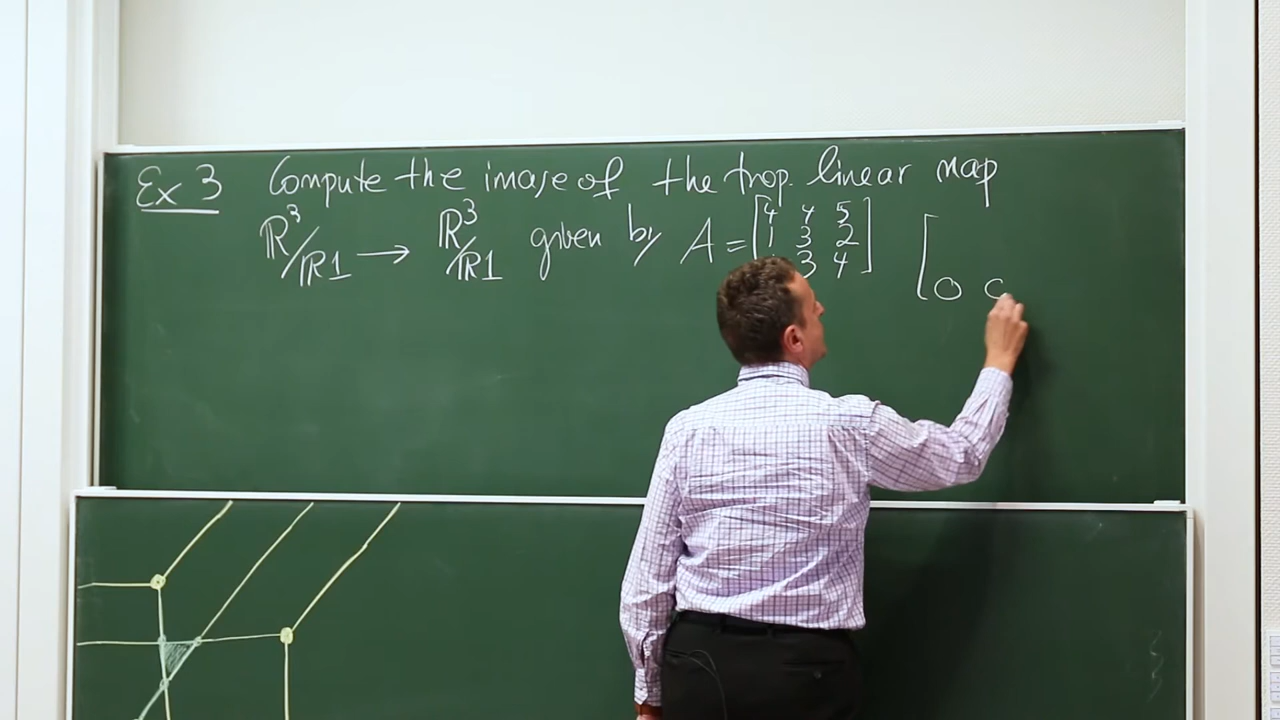 Ex 3 Compute the image of the trop. linear map
ℝ³/ℝ1 → ℝ³/ℝ1 given by A = [4 4 5
1 3 2
3 4] [
0